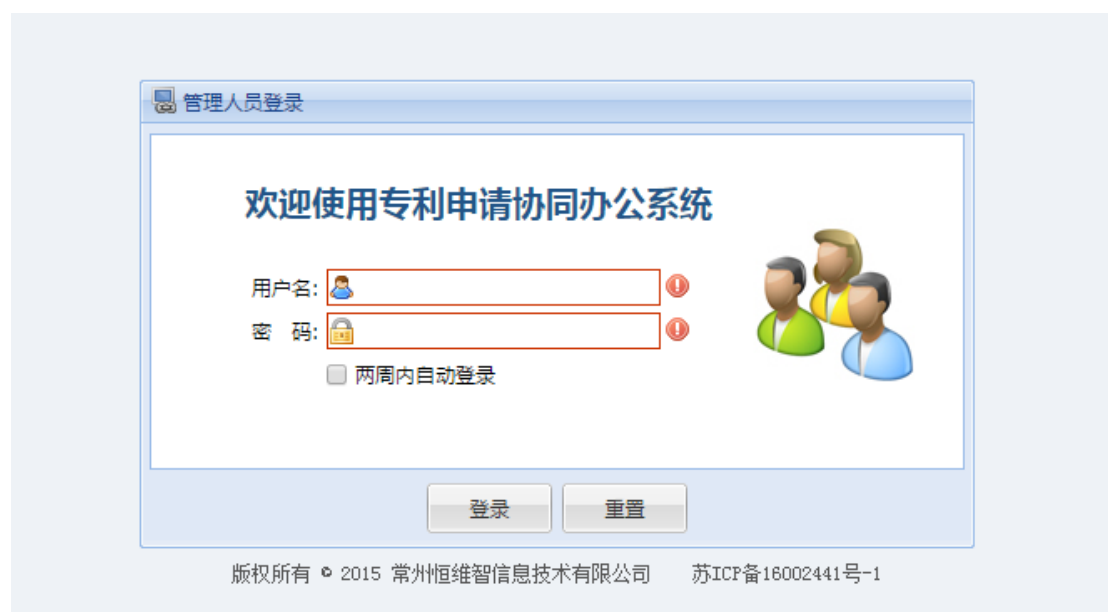 管理人员登录
欢迎使用专利申请协同办公系统
用户名:
密 码:
两周内自动登录
登录 重置
版权所有 © 2015 常州恒维智信息技术有限公司 苏ICP备16002441号-1